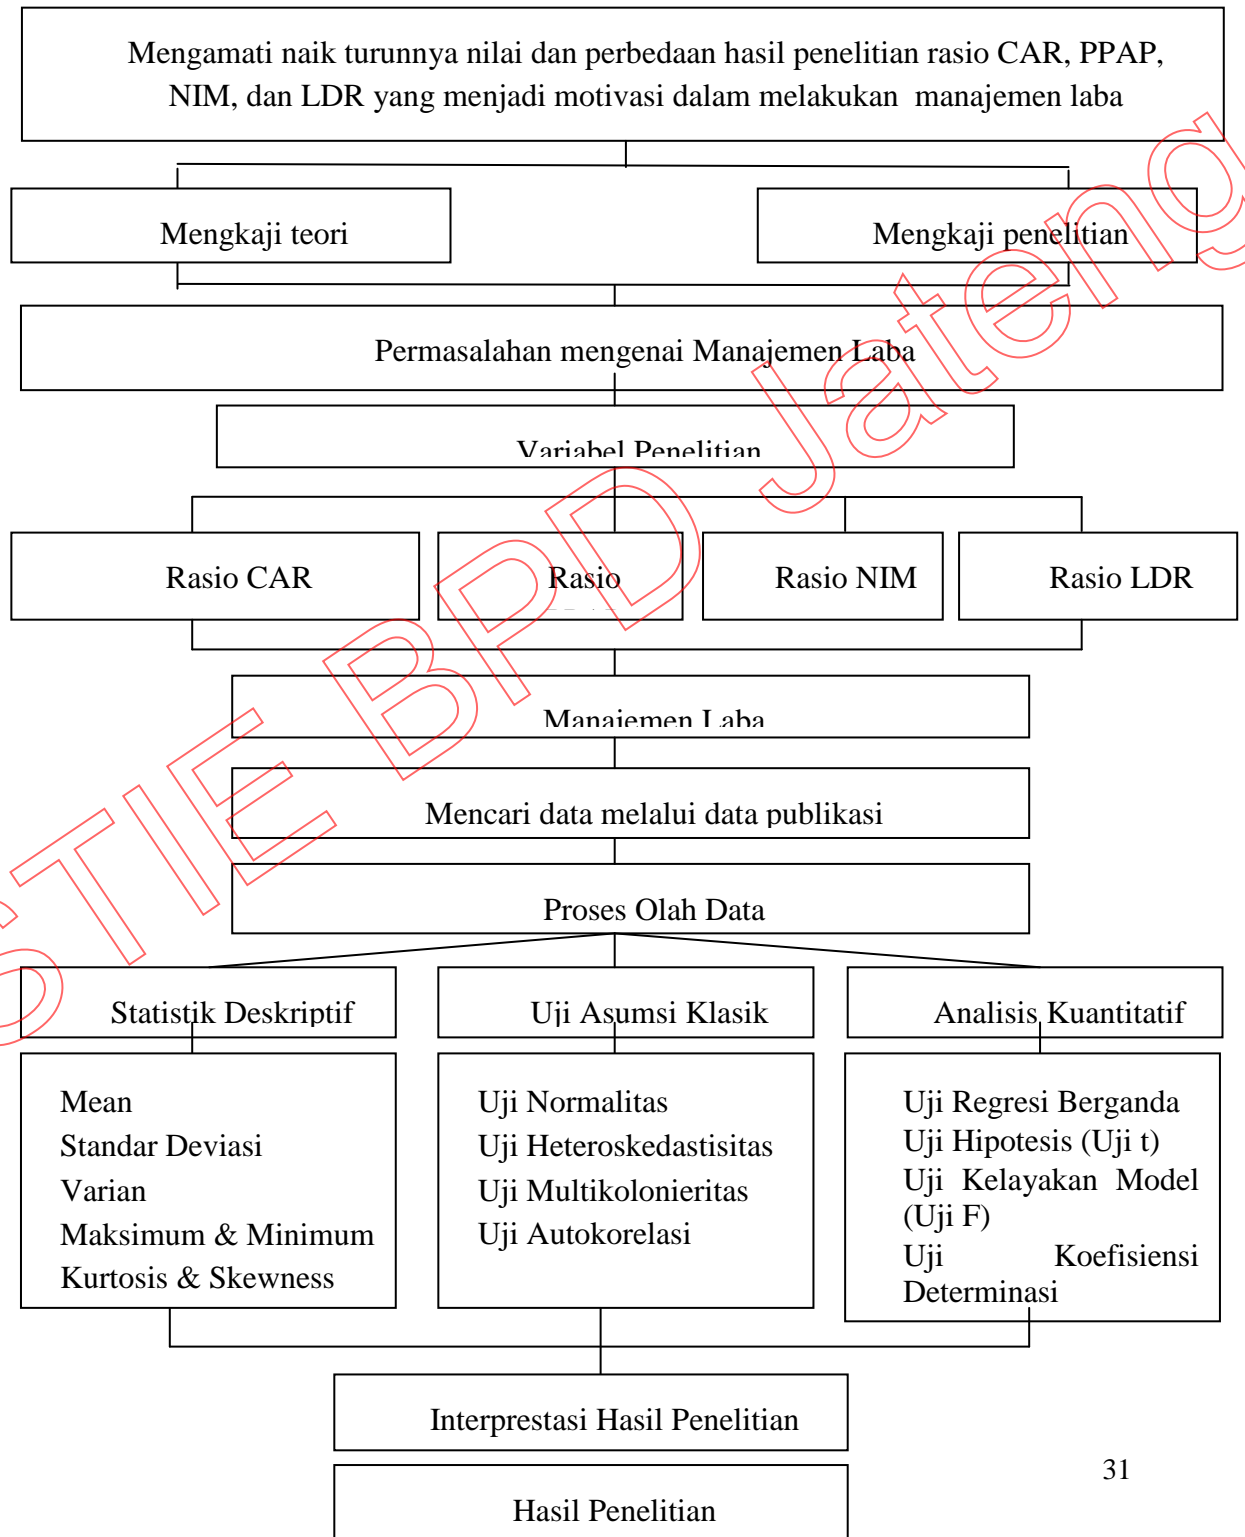 Mengamati naik turunnya nilai dan perbedaan hasil penelitian rasio CAR, PPAP,
NIM, dan LDR yang menjadi motivasi dalam melakukan manajemen laba
Mengkaji teori
Mengkaji penelitian
Permasalahan mengenai Manajemen Laba
Variabel Penelitian
Rasio CAR
Rasio
Rasio NIM
Rasio LDR
Manajemen Laba
Mencari data melalui data publikasi
Proses Olah Data
Statistik Deskriptif
Uji Asumsi Klasik
Analisis Kuantitatif
Mean
Standar Deviasi
Varian
Maksimum & Minimum
Kurtosis & Skewness
Uji Normalitas
Uji Heteroskedastisitas
Uji Multikolonieritas
Uji Autokorelasi
Uji Regresi Berganda
Uji Hipotesis (Uji t)
Uji Kelayakan Model
(Uji F)
Uji Koefisiensi
Determinasi
Interprestasi Hasil Penelitian
Hasil Penelitian
31
STIE BPD Jateng